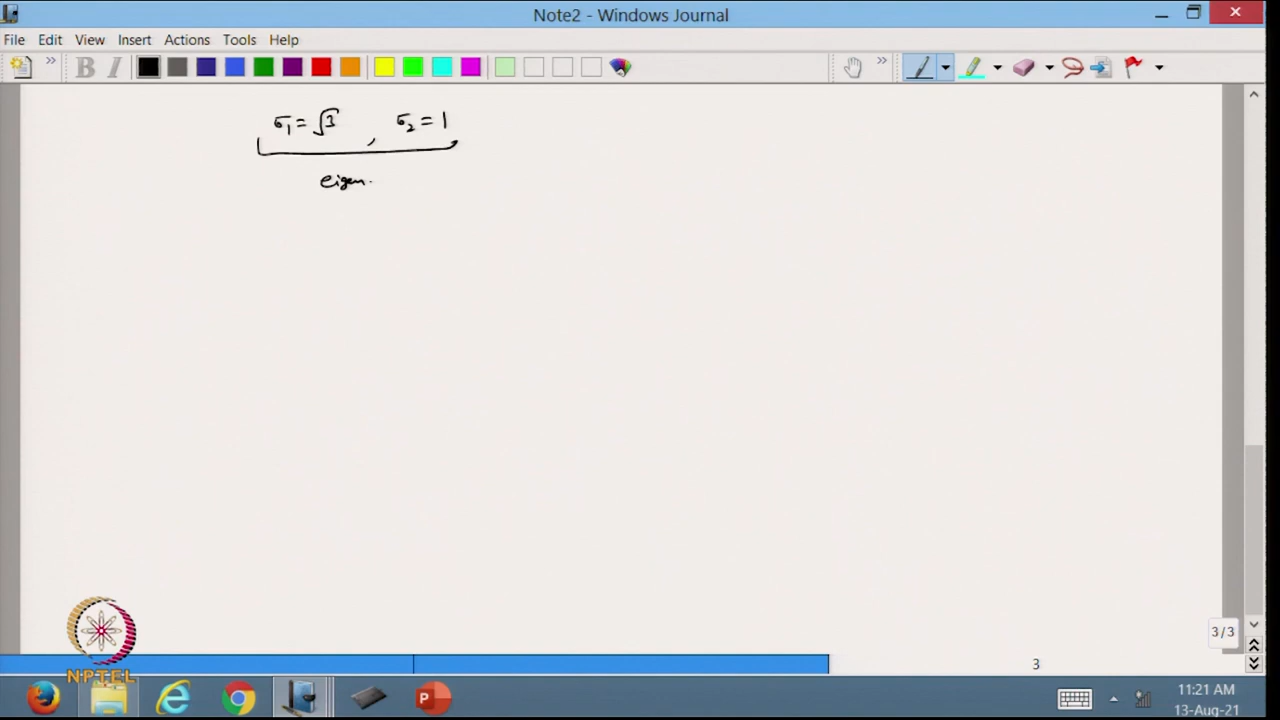 Note2 - Windows Journal
File Edit View Insert Actions Tools Help
B I
σ₁ = √3 , σ₂ = 1
eigen.
3 / 3
3
NPTEL
11:21 AM
13-Aug-21